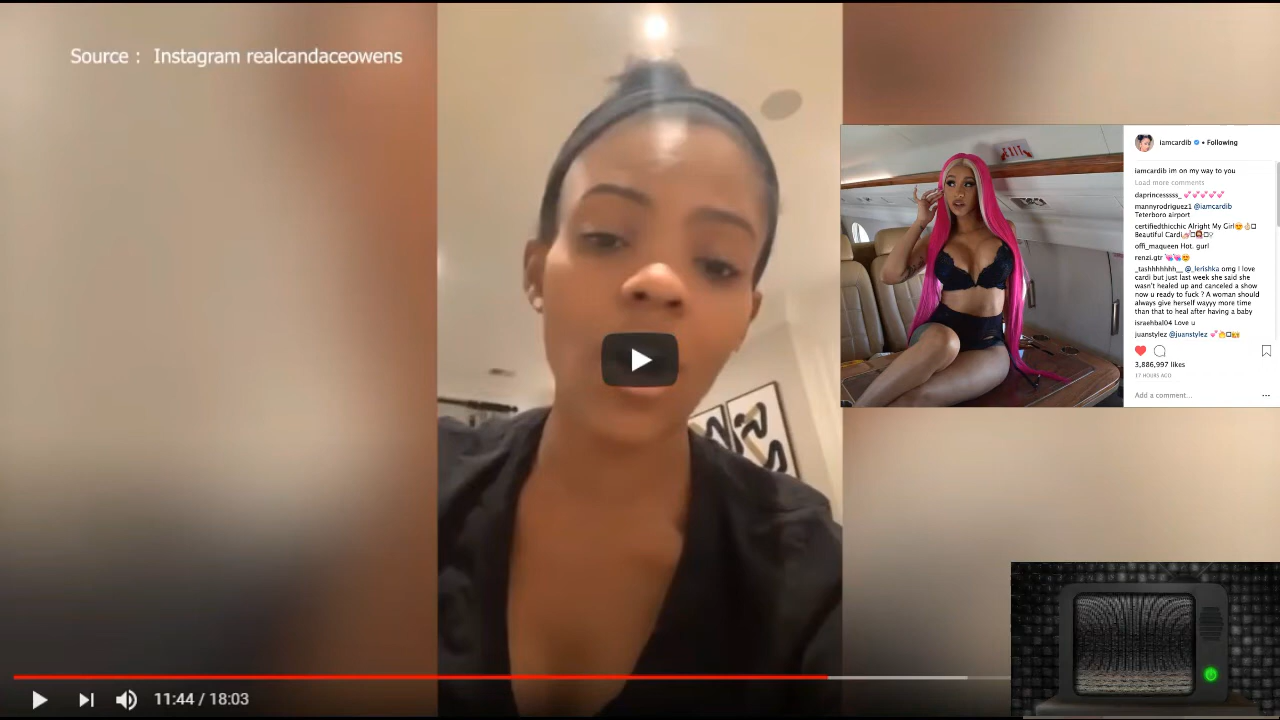 Source : Instagram realcandaceowens
EXIT
iamcardib • Following
iamcardib im on my way to you
Load more comments
daprincesssss_ 💕💕💕💕💕
mannyrodriguez1 @iamcardib
Teterboro airport
certifiedthicchic Alright My Girl
Beautiful Cardi
offi_maqueen Hot. gurl
renzi.gtr
_tashhhhhhh__ @_lerishka omg I love
cardi but just last week she said she
wasn't healed up and canceled a show
now u ready to fuck ? A woman should
always give herself wayyy more time
than that to heal after having a baby
israehbal04 Love u
juanstylez @juanstylez
3,886,997 likes
17 HOURS AGO
Add a comment...
11:44 / 18:03